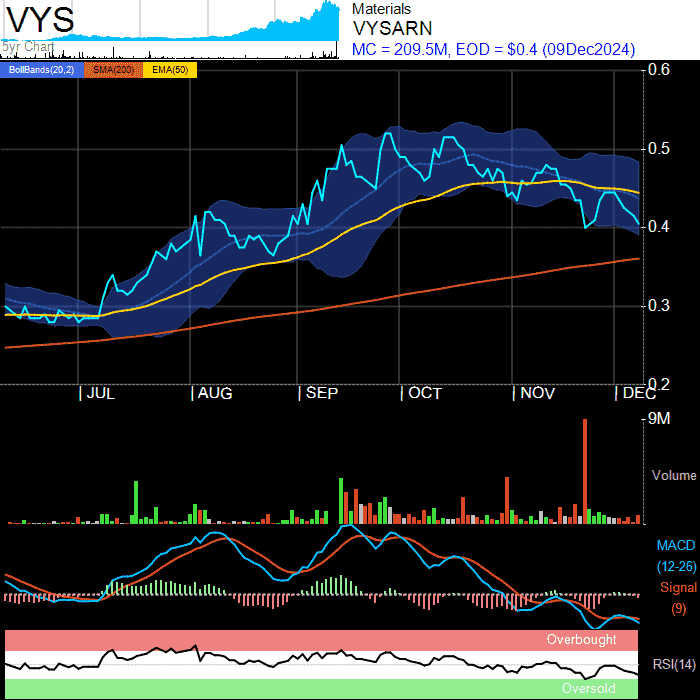 VYS
5yr Chart
Materials
VYSARN
MC = 209.5M, EOD = $0.4 (09Dec2024)
BollBands(20,2) SMA(200) EMA(50)
0.6
0.5
0.4
0.3
0.2
JUL AUG SEP OCT NOV DEC
9M
Volume
MACD
(12-26)
Signal
(9)
Overbought
RSI(14)
Oversold